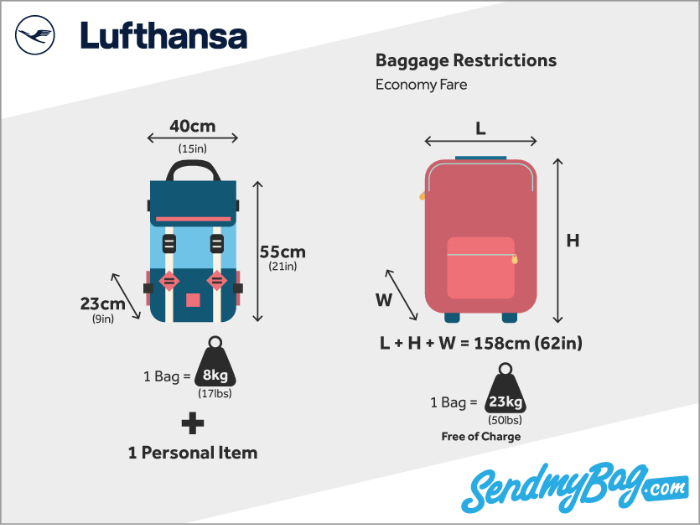 Lufthansa
Baggage Restrictions
Economy Fare
40cm
(15in)
55cm
(21in)
23cm
(9in)
1 Bag = 8kg
(17lbs)
1 Personal Item
L
H
W
L + H + W = 158cm (62in)
1 Bag = 23kg
(50lbs)
Free of Charge
SendmyBag.com